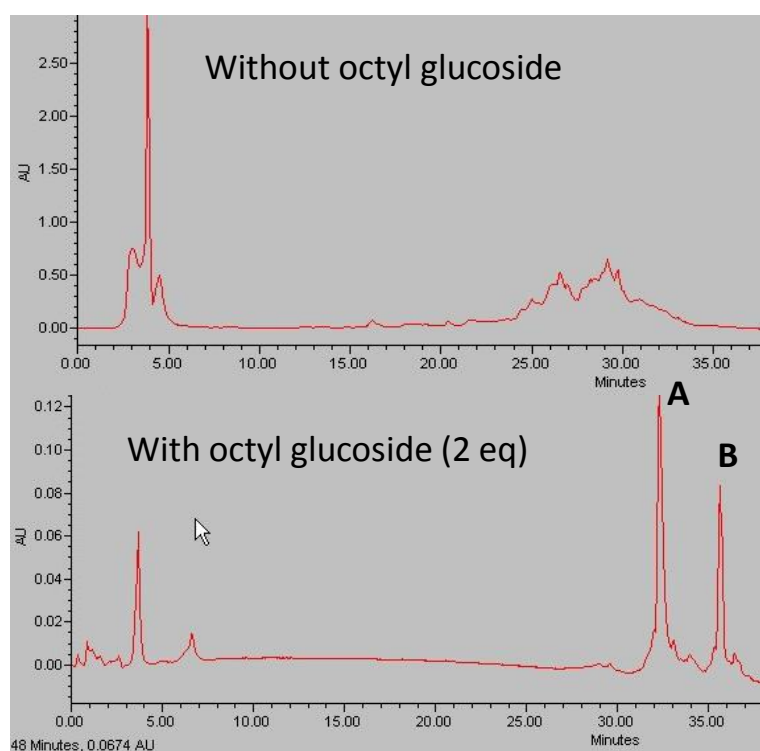 Without octyl glucoside
AU
2.50
2.00
1.50
1.00
0.50
0.00
0.00 5.00 10.00 15.00 20.00 25.00 30.00 35.00
Minutes
With octyl glucoside (2 eq)
A
B
AU
0.12
0.10
0.08
0.06
0.04
0.02
0.00
0.00 5.00 10.00 15.00 20.00 25.00 30.00 35.00
Minutes
48 Minutes, 0.0674 AU